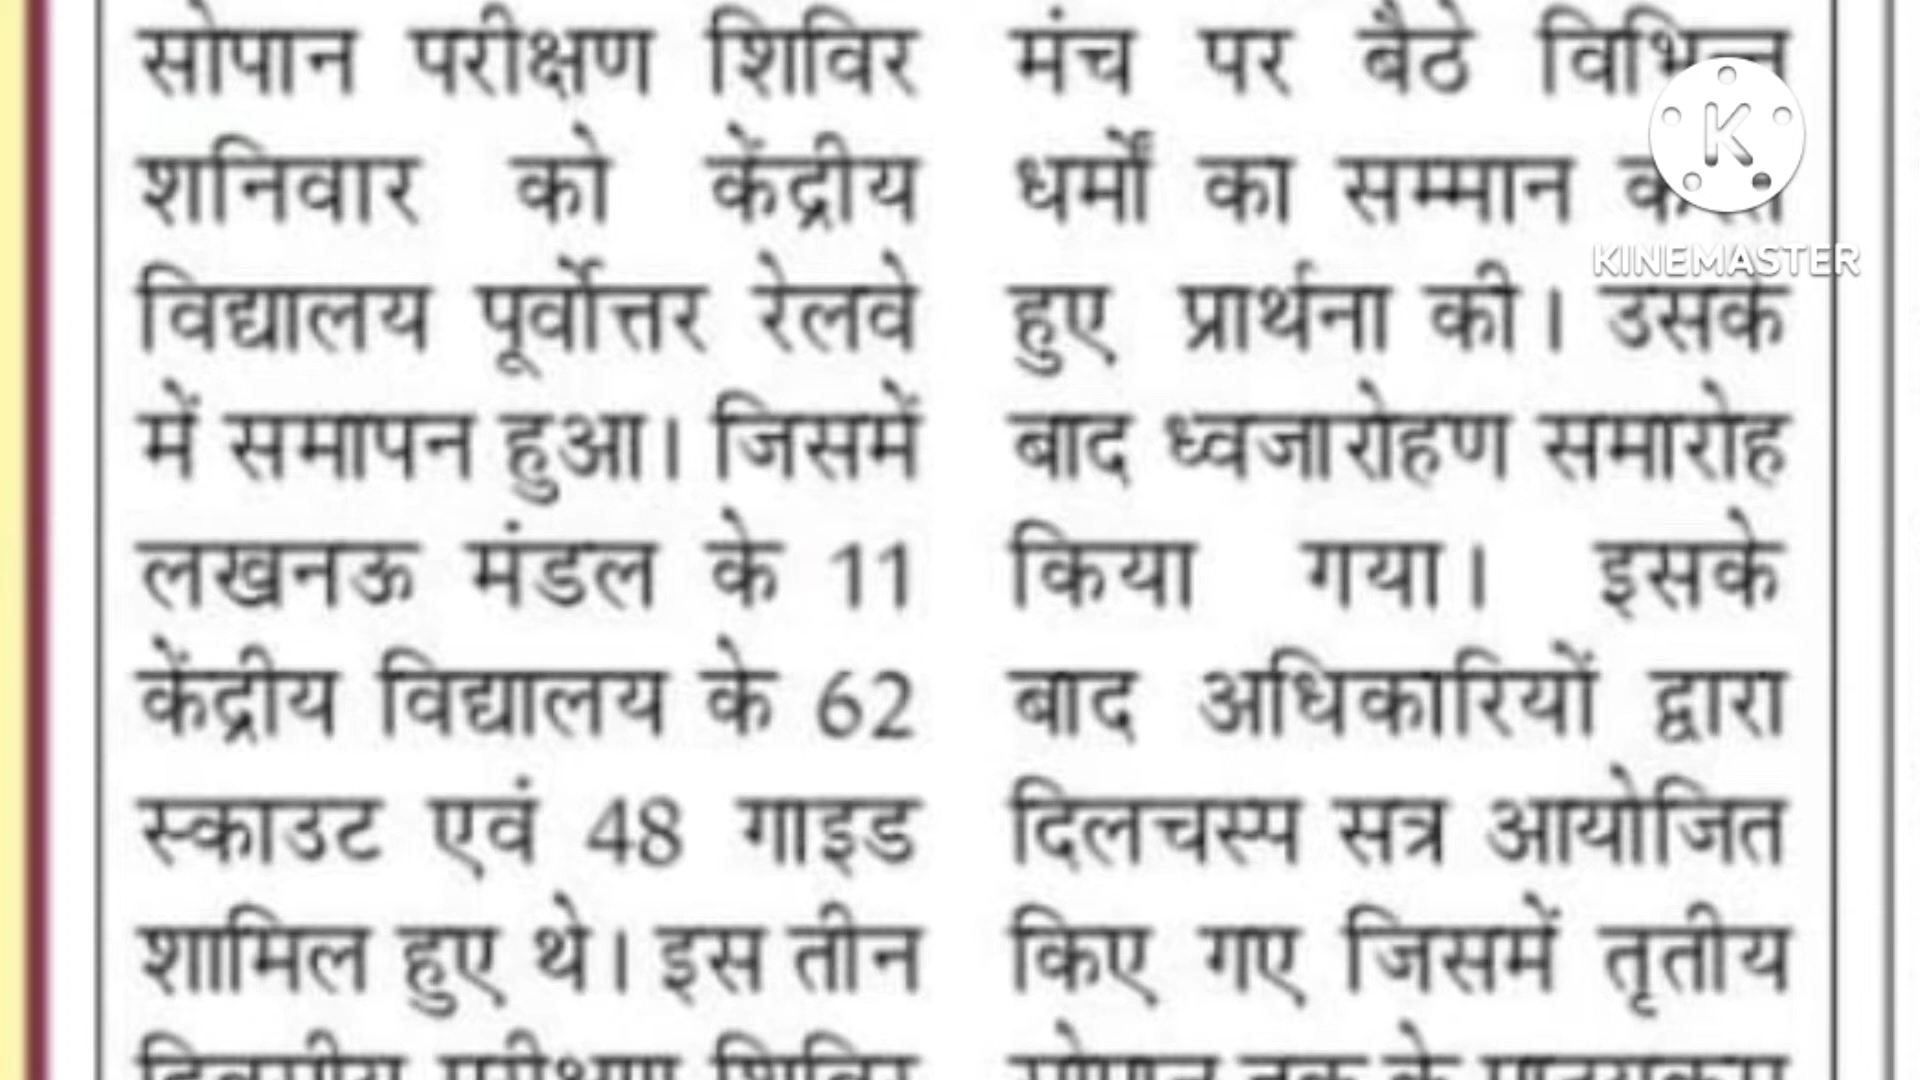 सोपान परीक्षण शिविर
शनिवार को केंद्रीय
विद्यालय पूर्वोत्तर रेलवे
में समापन हुआ। जिसमें
लखनऊ मंडल के 11
केंद्रीय विद्यालय के 62
स्काउट एवं 48 गाइड
शामिल हुए थे। इस तीन
मंच पर बैठे विभिन्न
धर्मों का सम्मान
हुए प्रार्थना की। उसके
बाद ध्वजारोहण समारोह
किया गया। इसके
बाद अधिकारियों द्वारा
दिलचस्प सत्र आयोजित
किए गए जिसमें तृतीय
K
KINEMASTER